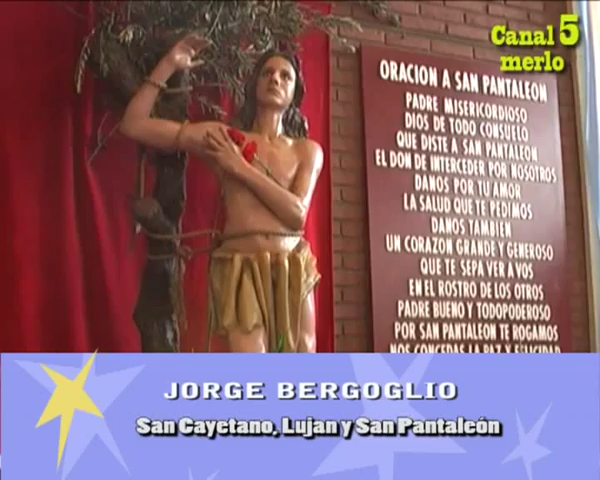 Canal 5
merlo
ORACION A SAN PANTALEON
PADRE MISERICORDIOSO
DIOS DE TODO CONSUELO
QUE DISTE A SAN PANTALEON
EL DON DE INTERCEDER POR NOSOTROS
DANOS POR TU AMOR
LA SALUD QUE TE PEDIMOS
DANOS TAMBIEN
UN CORAZON GRANDE Y GENEROSO
QUE TE SEPA VER A VOS
EN EL ROSTRO DE LOS OTROS
PADRE BUENO Y TODOPODEROSO
POR SAN PANTALEON TE ROGAMOS
NOS CONCEDAS LA PAZ Y FELICIDAD
JORGE BERGOGLIO
San Cayetano, Lujan y San Pantaleón